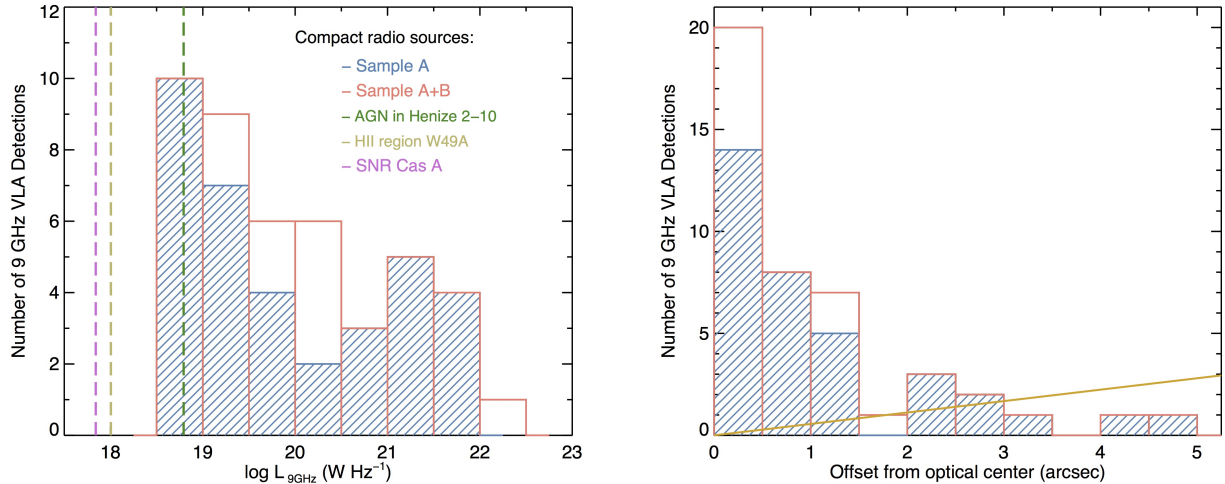 12
10
8
6
4
2
0
Number of 9 GHz VLA Detections
Compact radio sources:
– Sample A
– Sample A+B
– AGN in Henize 2–10
– HII region W49A
– SNR Cas A
18 19 20 21 22 23
log L 9GHz (W Hz⁻¹)
20
15
10
5
0
Number of 9 GHz VLA Detections
0 1 2 3 4 5
Offset from optical center (arcsec)